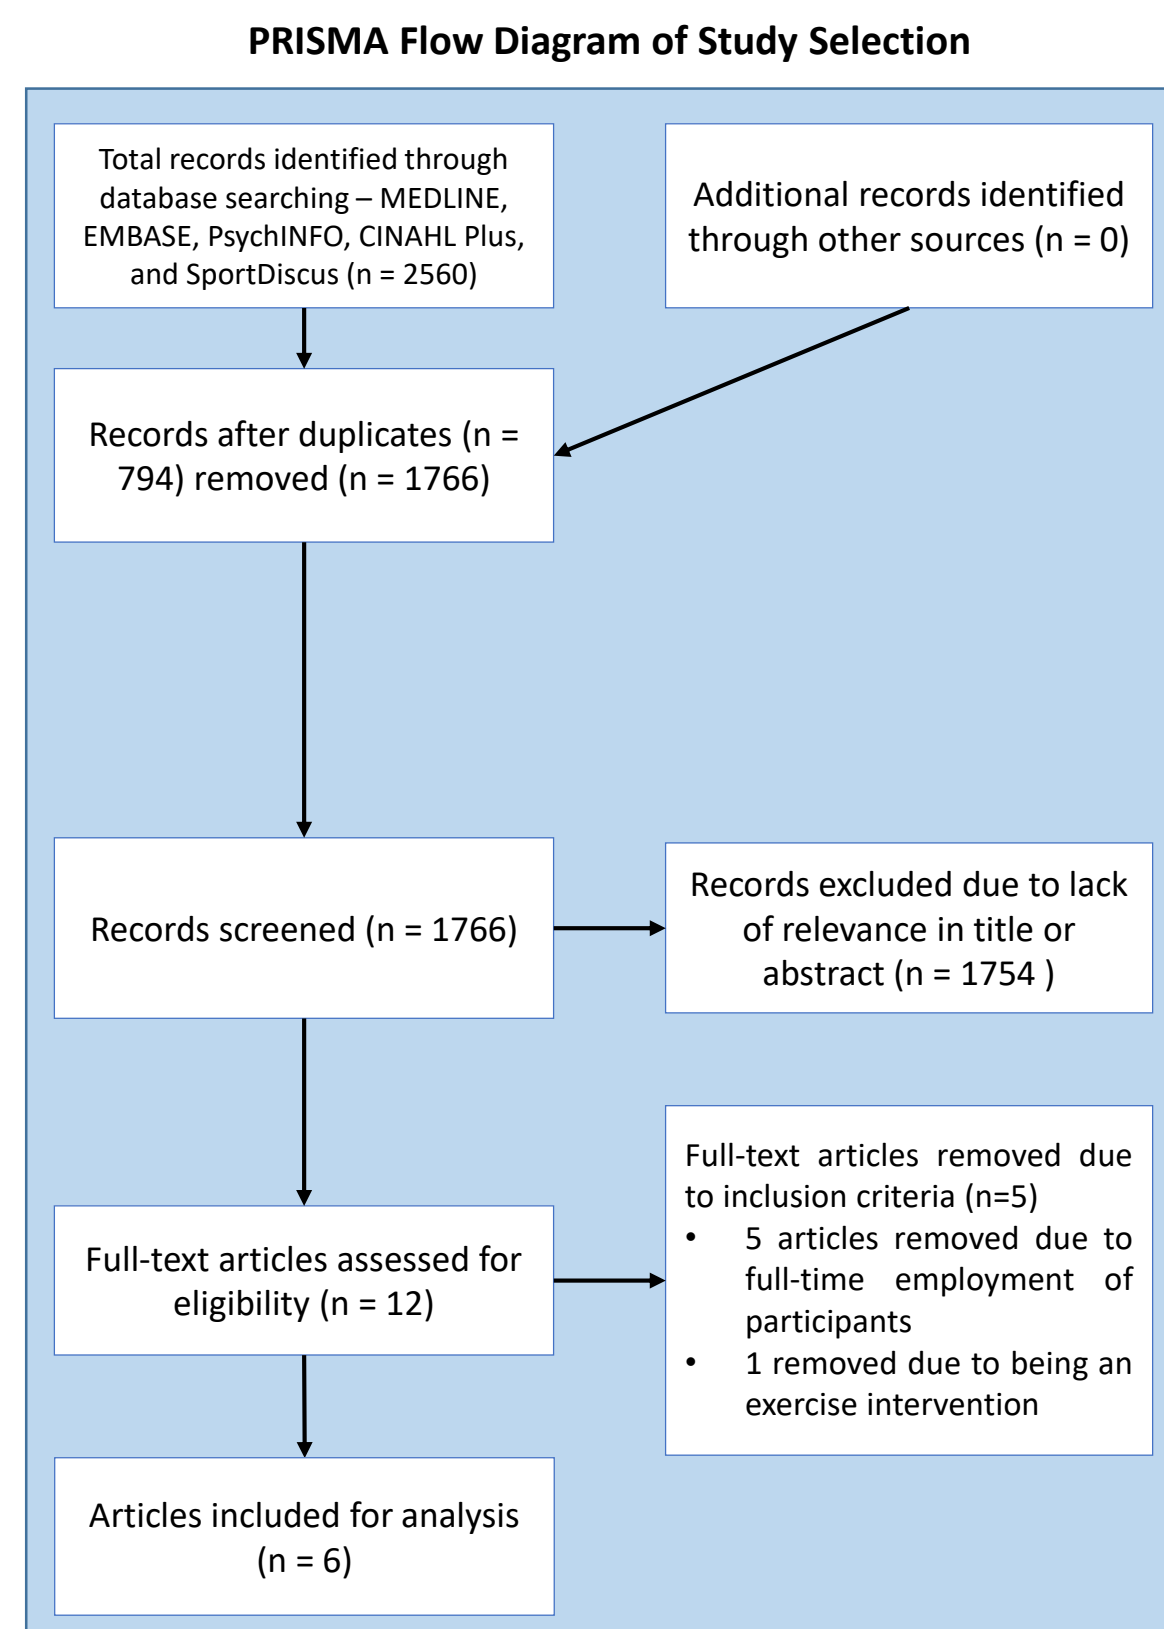 PRISMA Flow Diagram of Study Selection
Total records identified through
database searching – MEDLINE,
EMBASE, PsychINFO, CINAHL Plus,
and SportDiscus (n = 2560)
Additional records identified
through other sources (n = 0)
Records after duplicates (n =
794) removed (n = 1766)
Records screened (n = 1766)
Records excluded due to lack
of relevance in title or
abstract (n = 1754 )
Full-text articles assessed for
eligibility (n = 12)
Full-text articles removed due
to inclusion criteria (n=5)
• 5 articles removed due to
full-time employment of
participants
• 1 removed due to being an
exercise intervention
Articles included for analysis
(n = 6)